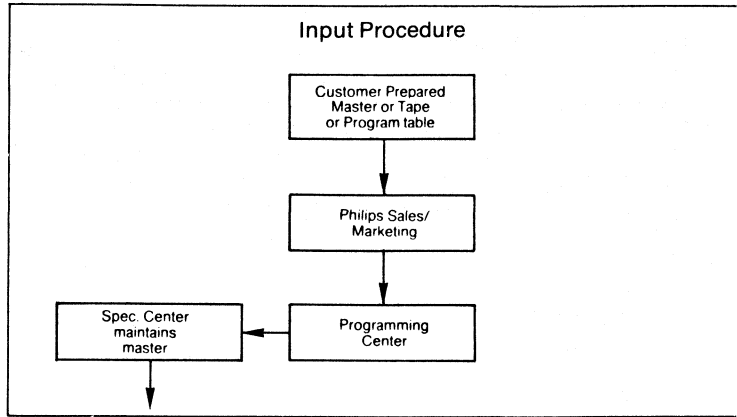 Input Procedure
Customer Prepared
Master or Tape
or Program table
Philips Sales/
Marketing
Spec. Center
maintains
master
Programming
Center